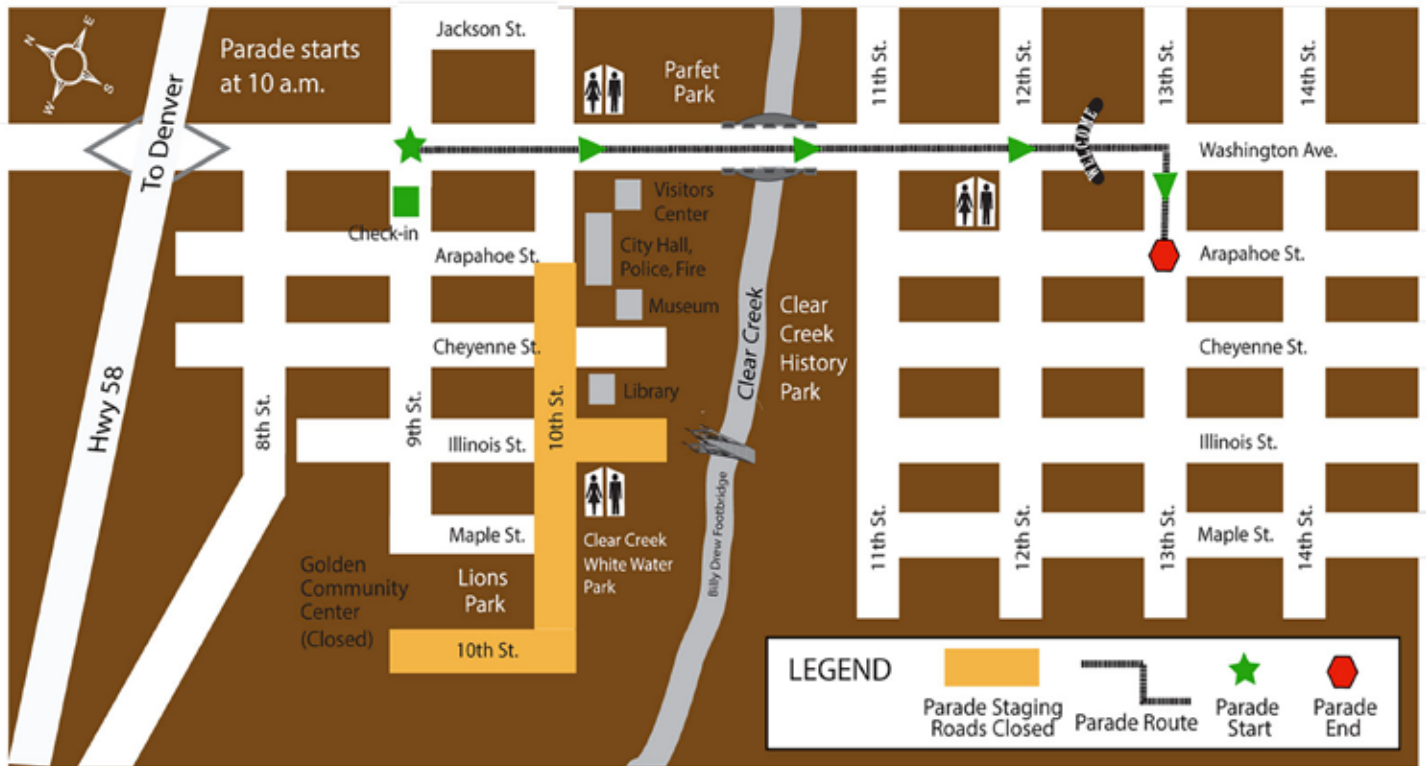 N
E
W
S
Parade starts
at 10 a.m.
To Denver
Hwy 58
Jackson St.
Parfet
Park
11th St.
12th St.
13th St.
14th St.
WELCOME
Washington Ave.
Check-in
Visitors
Center
Arapahoe St.
City Hall,
Police, Fire
Arapahoe St.
Museum
Clear Creek
Clear
Creek
History
Park
Cheyenne St.
Cheyenne St.
8th St.
9th St.
10th St.
Library
Illinois St.
Illinois St.
Maple St.
Maple St.
Clear Creek
White Water
Park
Billy Drew Footbridge
11th St.
12th St.
13th St.
14th St.
Golden
Community
Center
(Closed)
Lions
Park
10th St.
LEGEND
Parade Staging
Roads Closed
Parade Route
Parade
Start
Parade
End